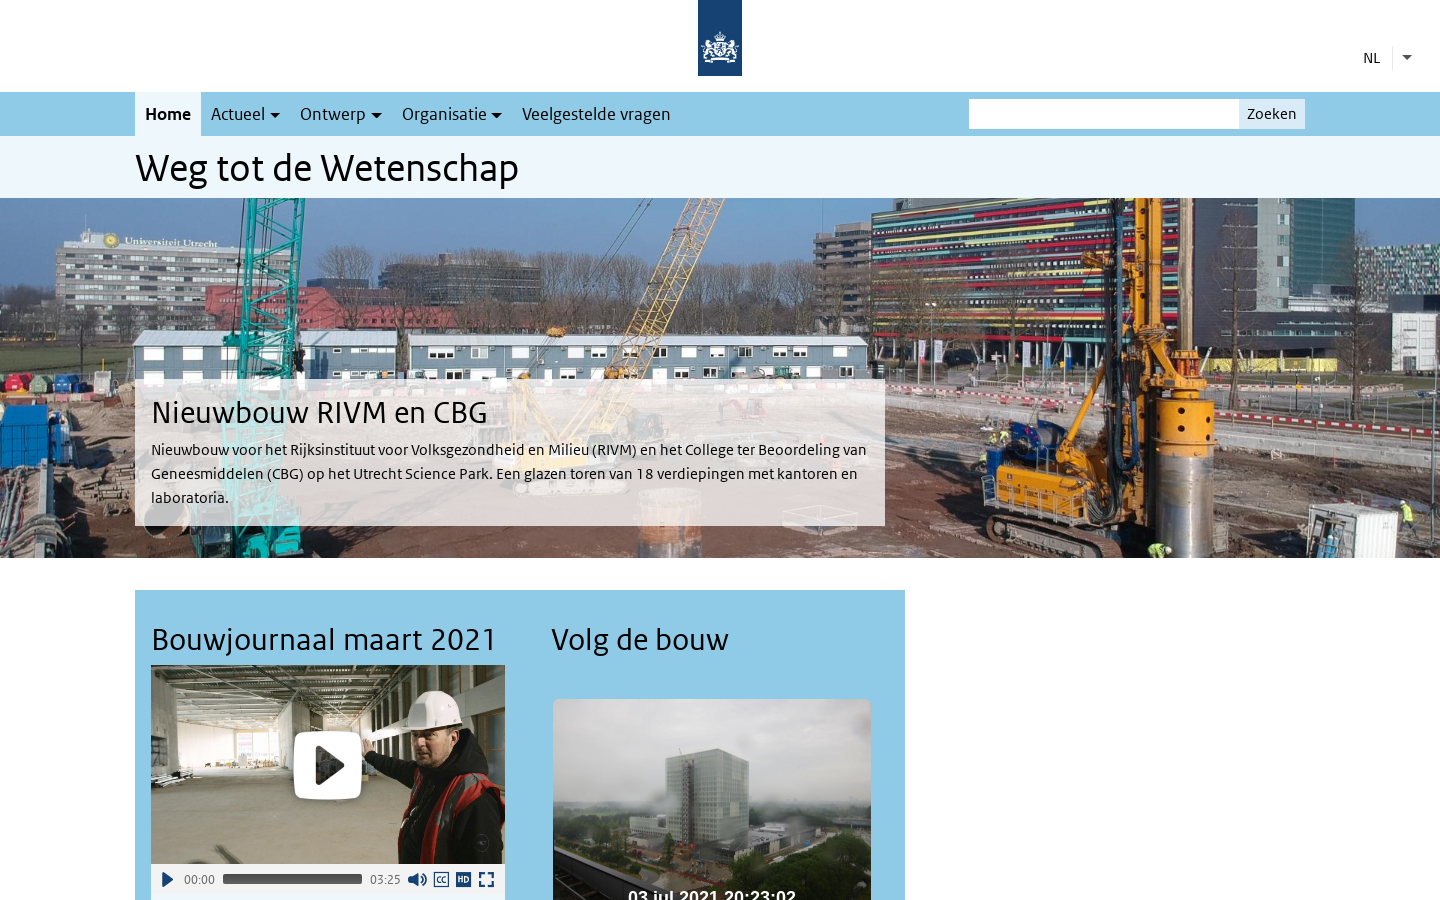 NL
Home Actueel Ontwerp Organisatie Veelgestelde vragen Zoeken
Weg tot de Wetenschap
Universiteit Utrecht
Nieuwbouw RIVM en CBG
Nieuwbouw voor het Rijksinstituut voor Volksgezondheid en Milieu (RIVM) en het College ter Beoordeling van
Geneesmiddelen (CBG) op het Utrecht Science Park. Een glazen toren van 18 verdiepingen met kantoren en
laboratoria.
Bouwjournaal maart 2021
Volg de bouw
00:00 03:25 CC HD
03 jul 2021 20:23:02